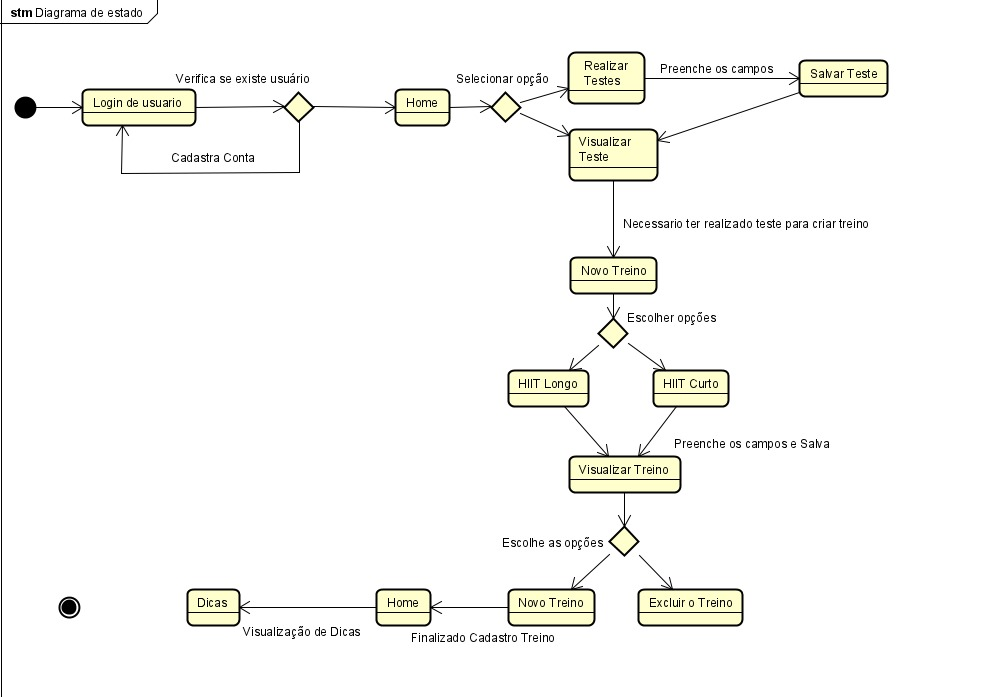 stm Diagrama de estado
Verifica se existe usuário
Selecionar opção
Realizar
Testes
Preenche os campos
Salvar Teste
Login de usuario
Home
Cadastra Conta
Visualizar
Teste
Necessario ter realizado teste para criar treino
Novo Treino
Escolher opções
HIIT Longo
HIIT Curto
Preenche os campos e Salva
Visualizar Treino
Escolhe as opções
Dicas
Home
Novo Treino
Excluir o Treino
Visualização de Dicas
Finalizado Cadastro Treino